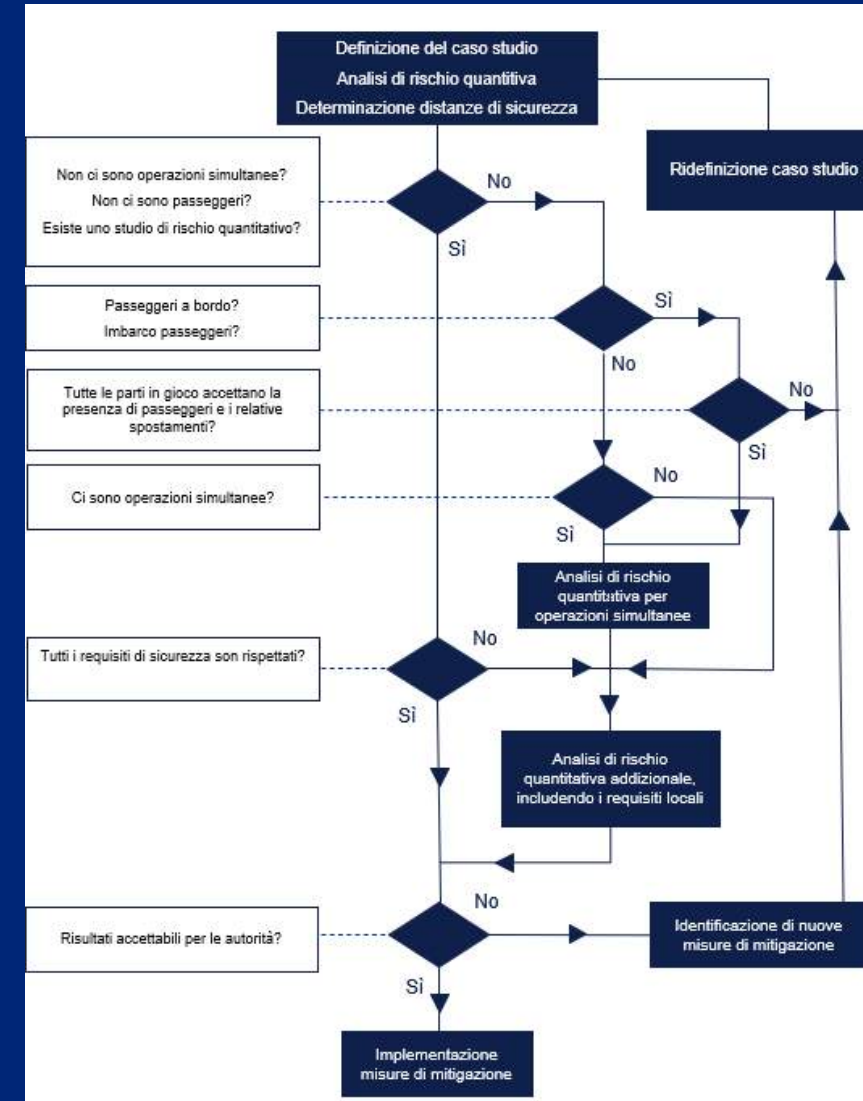 Definizione del caso studio
Analisi di rischio quantitiva
Determinazione distanze di sicurezza
Ridefinizione caso studio
Non ci sono operazioni simultanee?
Non ci sono passeggeri?
Esiste uno studio di rischio quantitativo?
No
Sì
Passeggeri a bordo?
Imbarco passeggeri?
Sì
No
Tutte le parti in gioco accettano la
presenza di passeggeri e i relative
spostamenti?
No
Sì
Ci sono operazioni simultanee?
No
Sì
Analisi di rischio
quantitativa per
operazioni simultanee
Tutti i requisiti di sicurezza son rispettati?
No
Sì
Analisi di rischio
quantitativa addizionale,
includendo i requisiti locali
Risultati accettabili per le autorità?
No
Sì
Identificazione di nuove
misure di mitigazione
Implementazione
misure di mitigazione